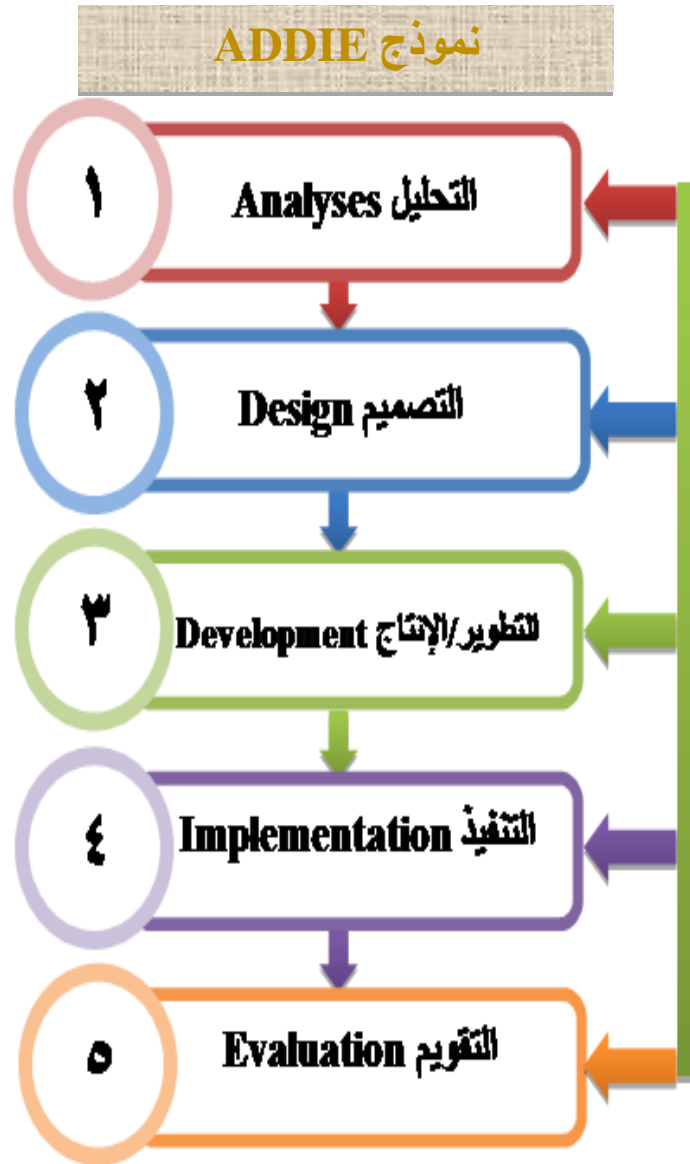 نموذج ADDIE
١
التحليل Analyses
٢
التصميم Design
٣
التطوير/الإنتاج Development
٤
التنفيذ Implementation
٥
التقويم Evaluation